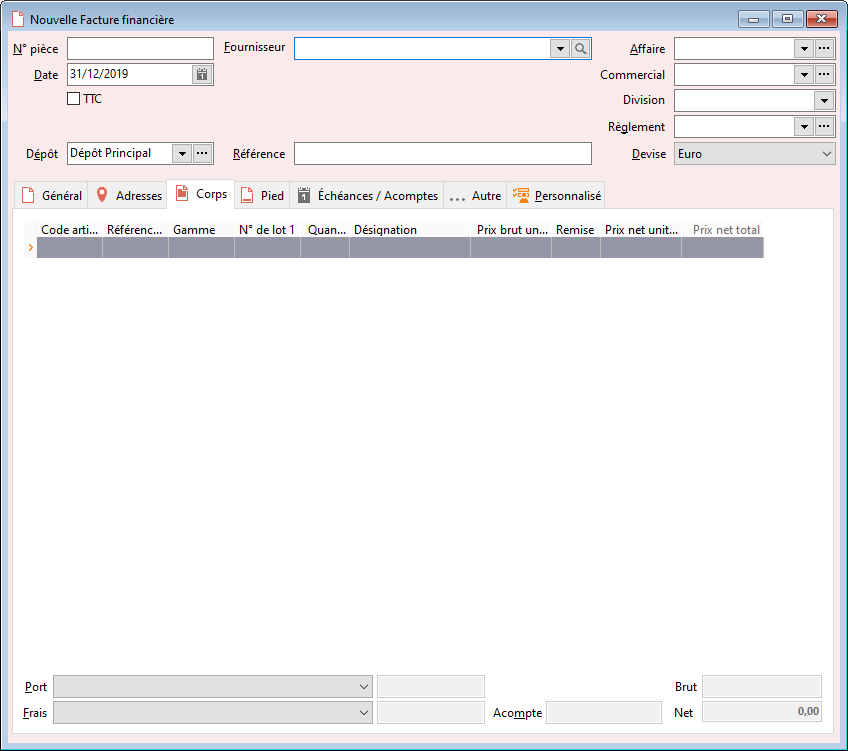 Nouvelle Facture financière
N° pièce
Fournisseur
Affaire
Date 31/12/2019
Commercial
TTC
Division
Règlement
Dépôt Dépôt Principal
Référence
Devise Euro
Général Adresses Corps Pied Échéances / Acomptes ... Autre Personnalisé
Code arti... Référenc... Gamme N° de lot 1 Quan... Désignation Prix brut un... Remise Prix net unit... Prix net total
Port
Brut
Frais
Acompte
Net 0,00